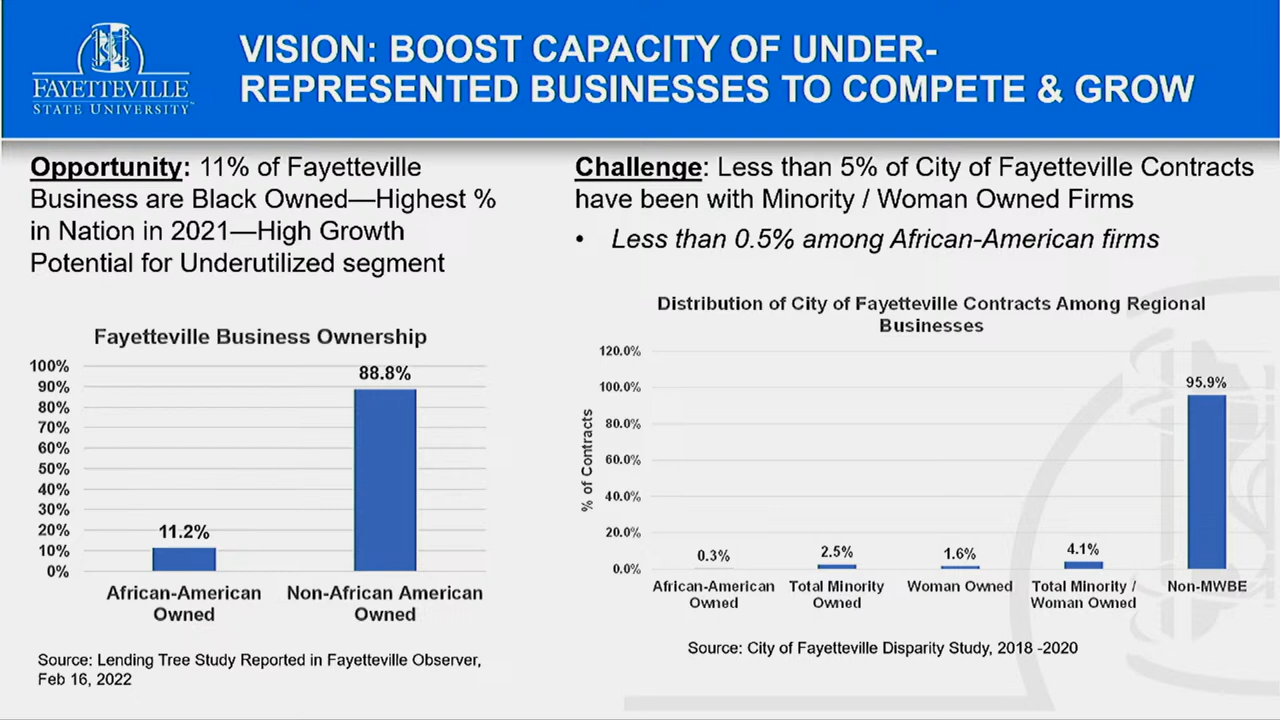 FAYETTEVILLE
STATE UNIVERSITY
VISION: BOOST CAPACITY OF UNDER-
REPRESENTED BUSINESSES TO COMPETE & GROW
Opportunity: 11% of Fayetteville
Business are Black Owned—Highest %
in Nation in 2021—High Growth
Potential for Underutilized segment
Fayetteville Business Ownership
100%
90%
80%
70%
60%
50%
40%
30%
20%
10%
0%
11.2%
88.8%
African-American
Owned
Non-African American
Owned
Source: Lending Tree Study Reported in Fayetteville Observer,
Feb 16, 2022
Challenge: Less than 5% of City of Fayetteville Contracts
have been with Minority / Woman Owned Firms
• Less than 0.5% among African-American firms
Distribution of City of Fayetteville Contracts Among Regional
Businesses
% of Contracts
120.0%
100.0%
80.0%
60.0%
40.0%
20.0%
0.0%
0.3%
2.5%
1.6%
4.1%
95.9%
African-American
Owned
Total Minority
Owned
Woman Owned
Total Minority /
Woman Owned
Non-MWBE
Source: City of Fayetteville Disparity Study, 2018 -2020